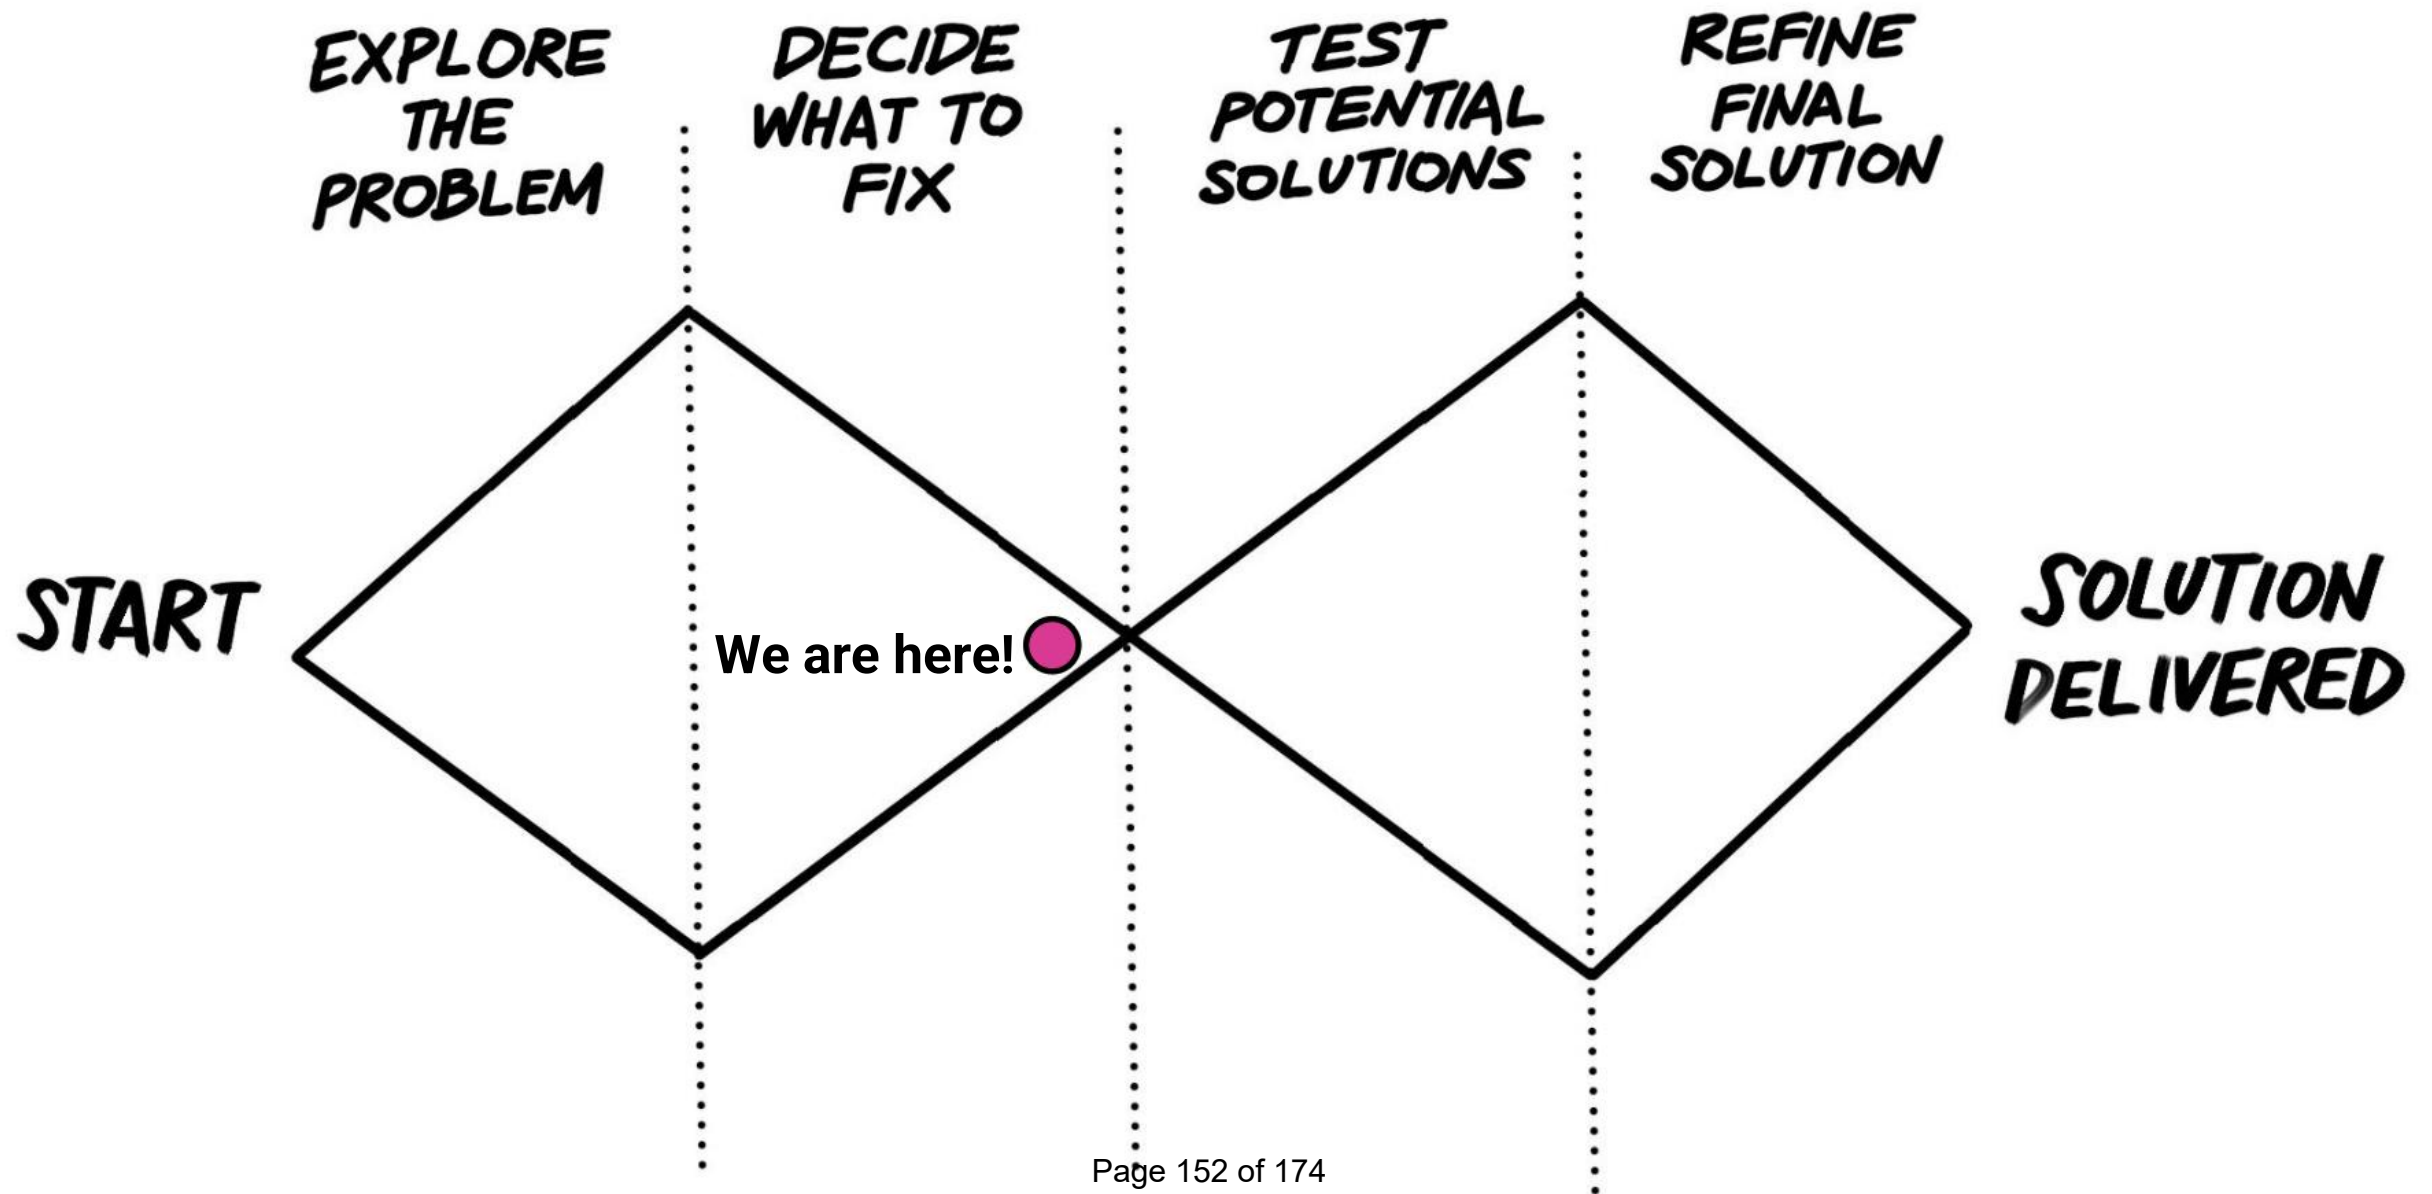 EXPLORE
THE
PROBLEM
DECIDE
WHAT TO
FIX
TEST
POTENTIAL
SOLUTIONS
REFINE
FINAL
SOLUTION
START
We are here!
SOLUTION
DELIVERED
Page 152 of 174